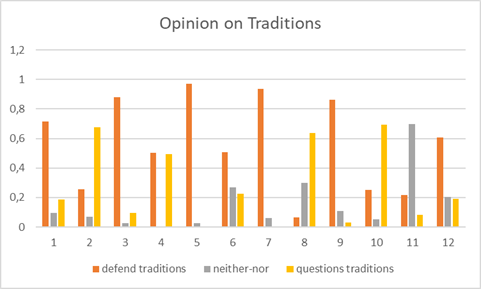 Opinion on Traditions
1,2
1
0,8
0,6
0,4
0,2
0
1 2 3 4 5 6 7 8 9 10 11 12
defend traditions neither-nor questions traditions